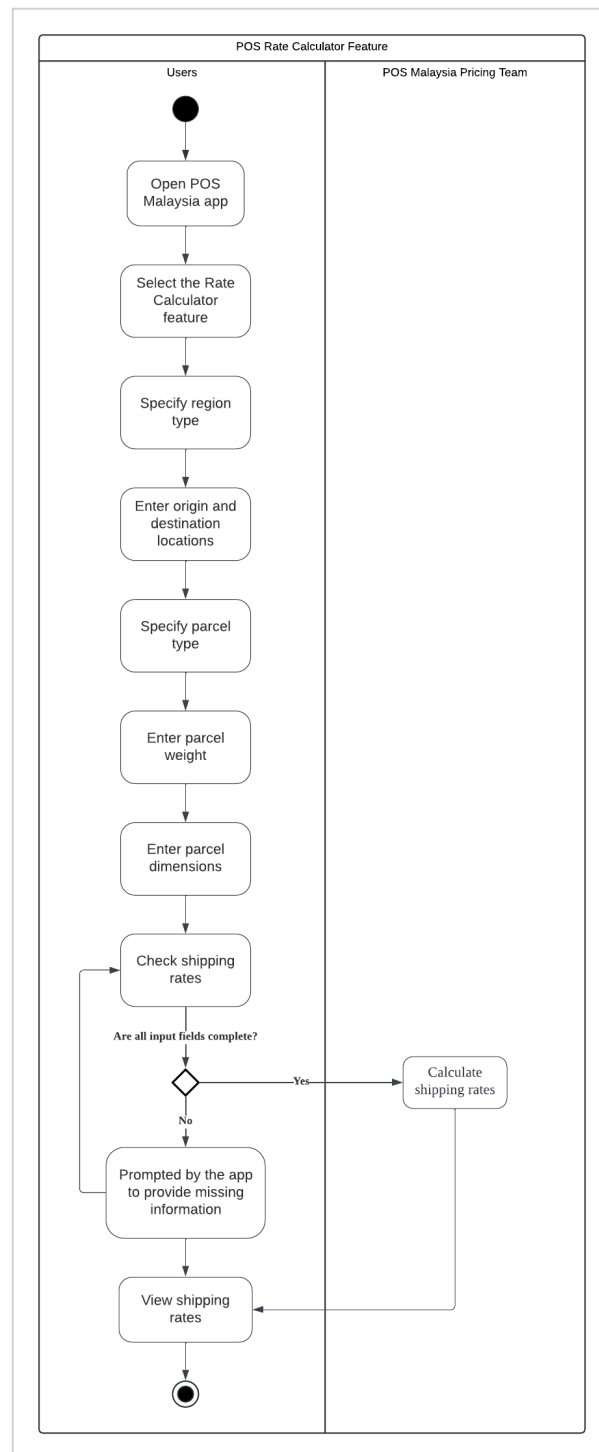 POS Rate Calculator Feature
Users
POS Malaysia Pricing Team
Open POS
Malaysia app
Select the Rate
Calculator
feature
Specify region
type
Enter origin and
destination
locations
Specify parcel
type
Enter parcel
weight
Enter parcel
dimensions
Check shipping
rates
Are all input fields complete?
Yes
Calculate
shipping rates
No
Prompted by the app
to provide missing
information
View shipping
rates